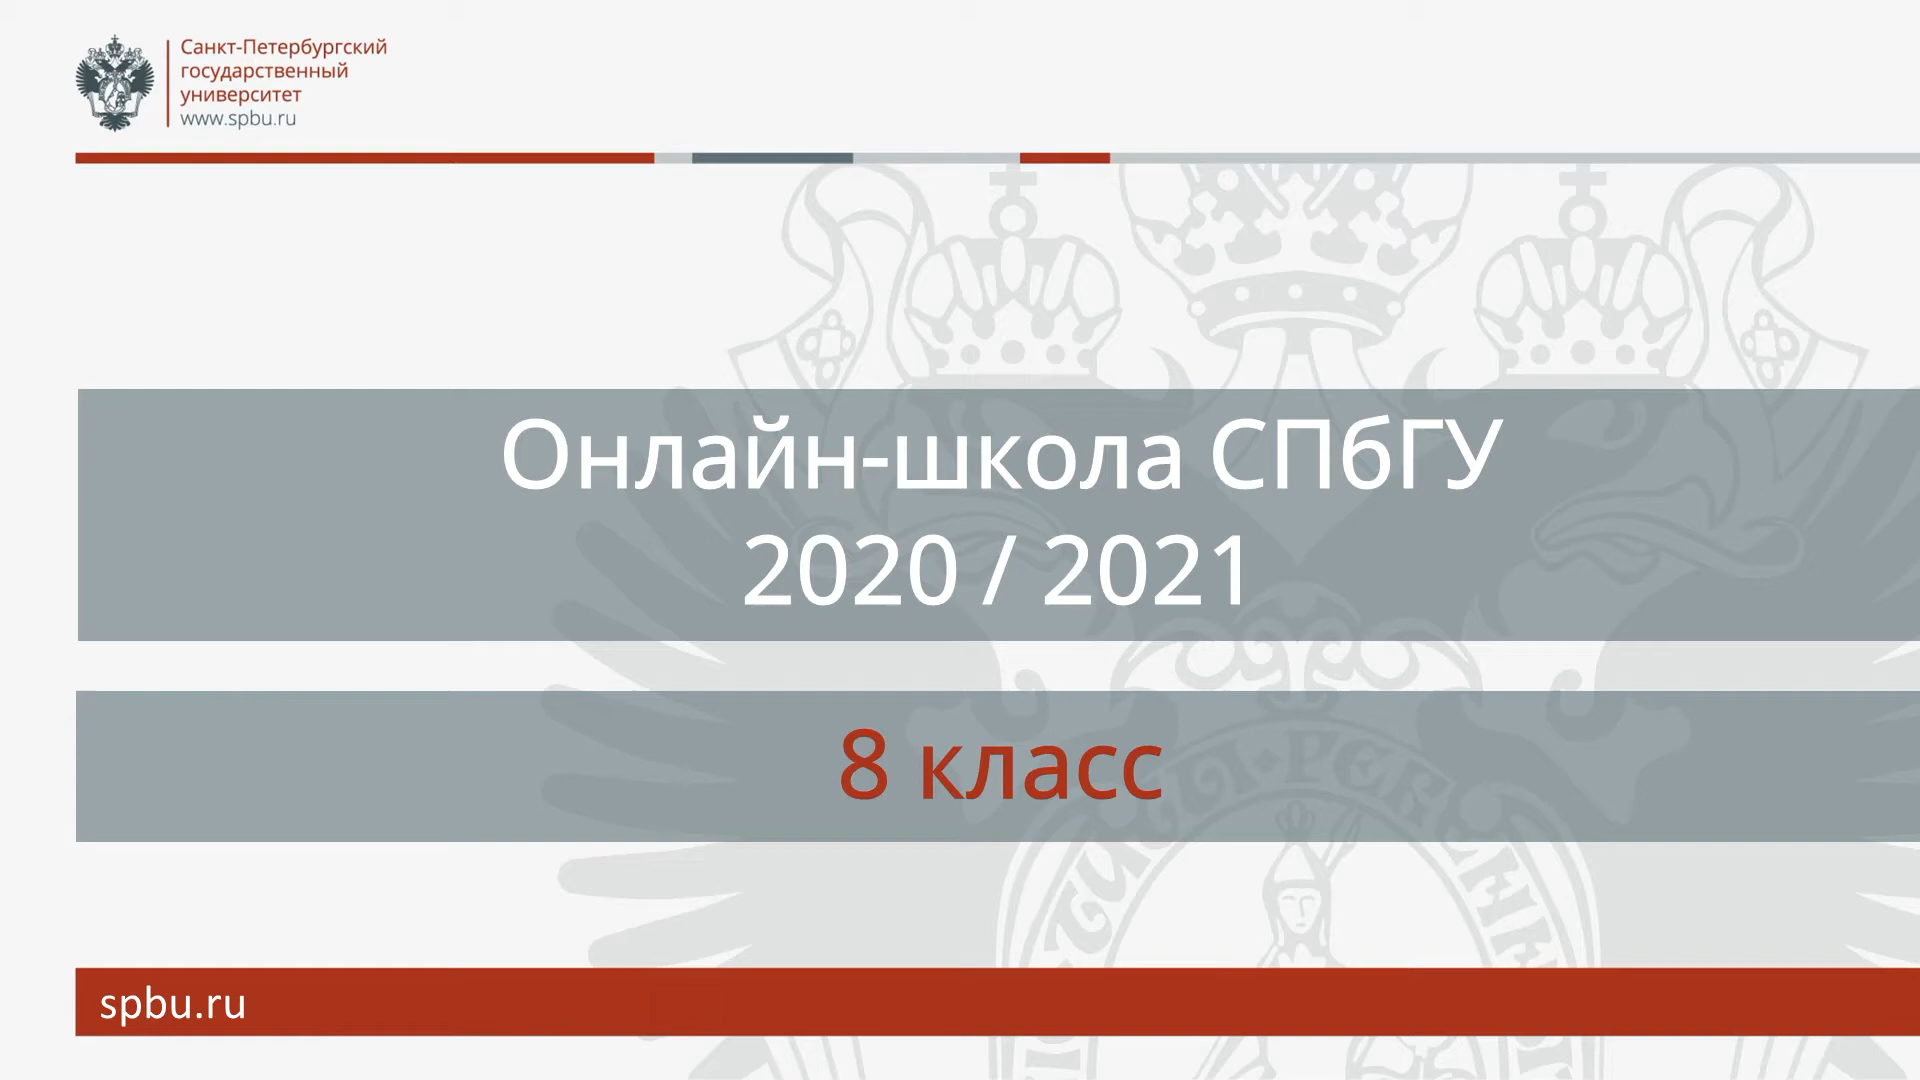 Санкт-Петербургский
государственный
университет
www.spbu.ru
Онлайн-школа СПбГУ
2020 / 2021
8 класс
spbu.ru